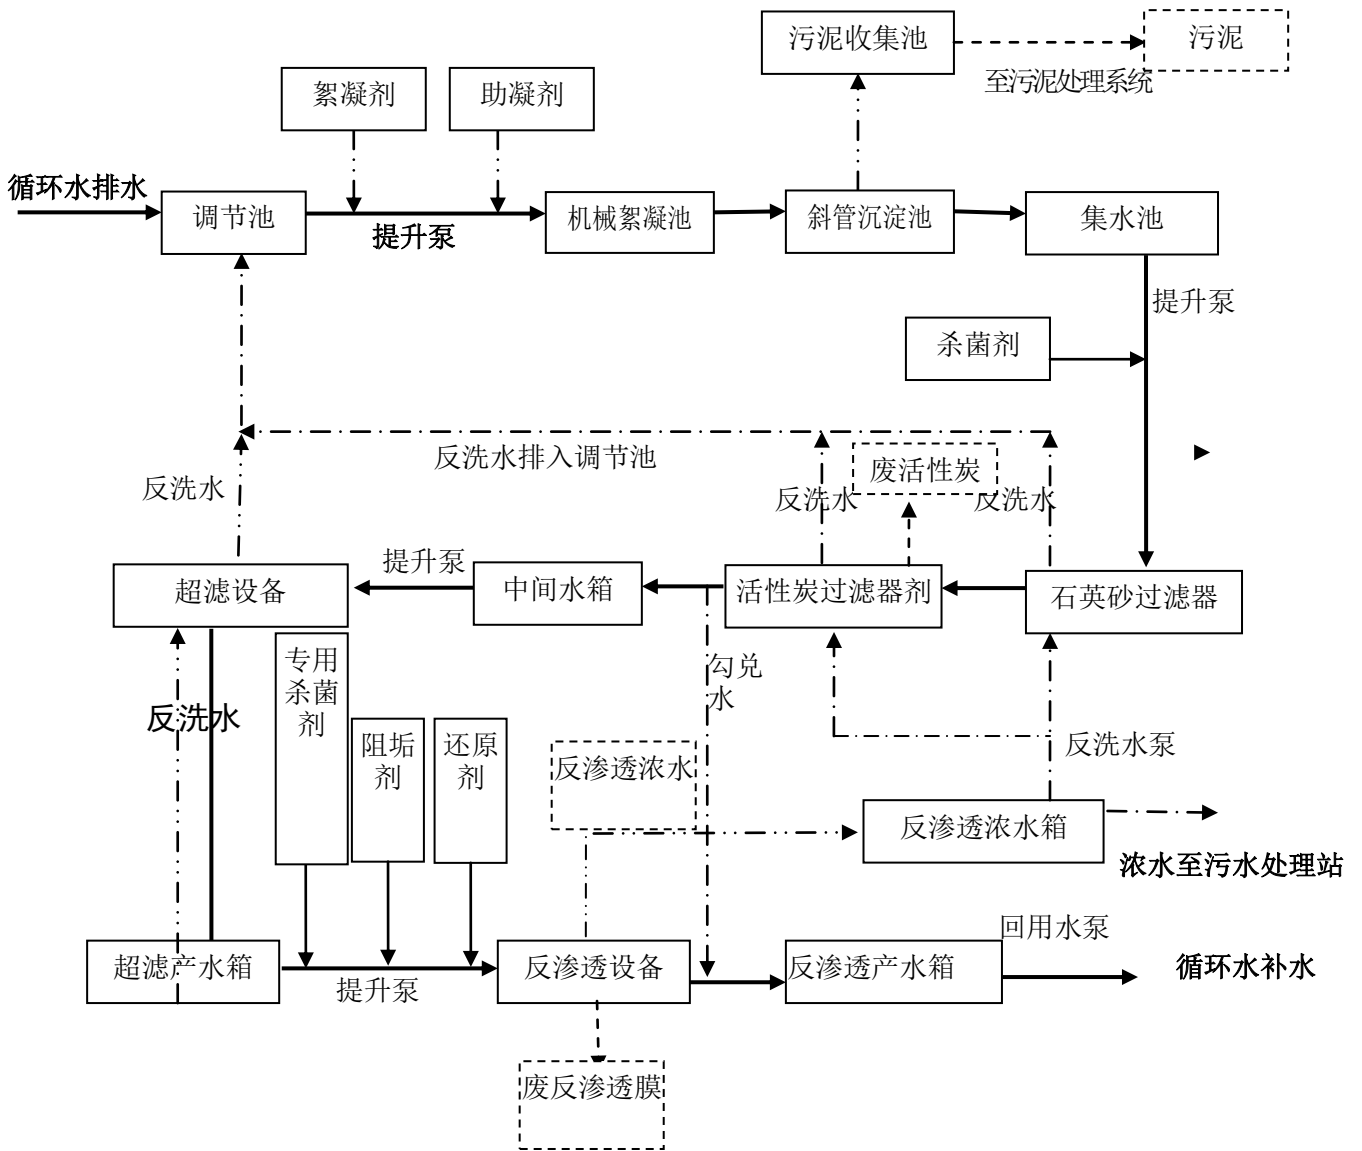 污泥收集池
污泥
至污泥处理系统
絮凝剂
助凝剂
循环水排水
调节池
提升泵
机械絮凝池
斜管沉淀池
集水池
提升泵
杀菌剂
反洗水排入调节池
反洗水
反洗水
废活性炭
反洗水
提升泵
超滤设备
中间水箱
活性炭过滤器剂
石英砂过滤器
专用
杀菌
剂
勾兑
水
反洗水
阻垢
剂
还原
剂
反渗透浓水
反洗水泵
反渗透浓水箱
浓水至污水处理站
回用水泵
超滤产水箱
提升泵
反渗透设备
反渗透产水箱
循环水补水
废反渗透膜